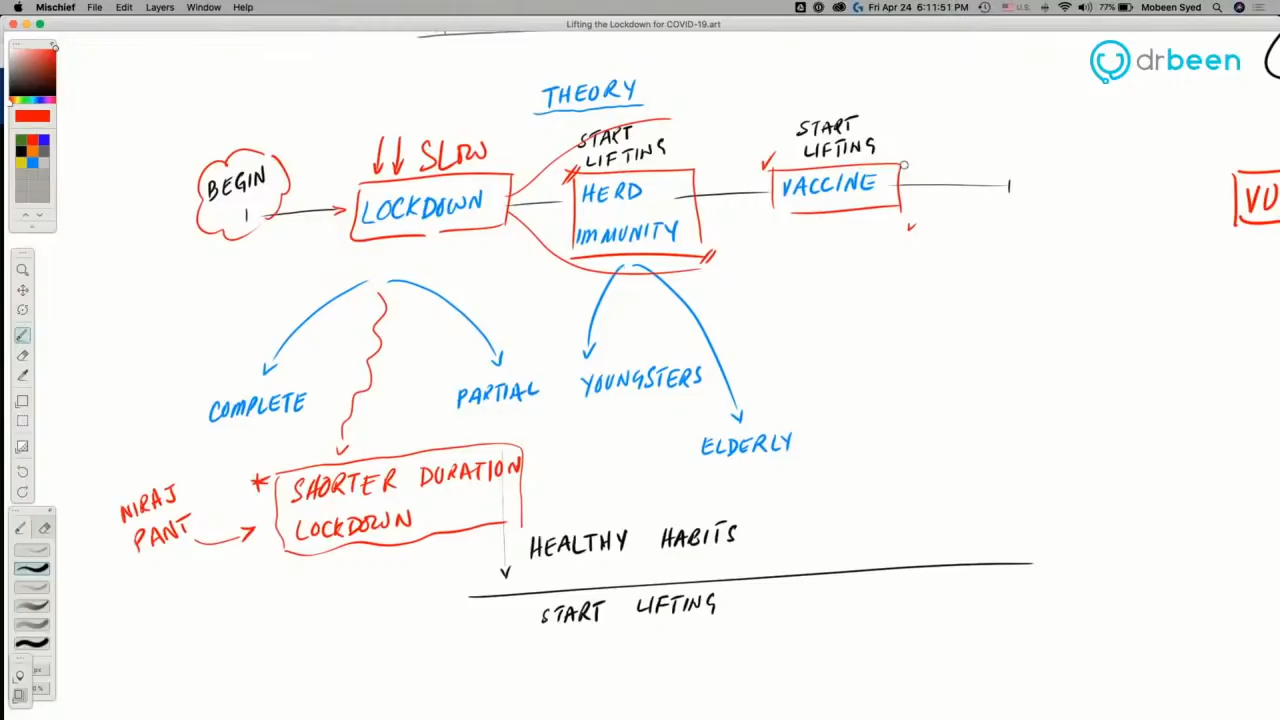 Mischief File Edit Layers Window Help
Fri Apr 24 6:11:51 PM U.S. 77% Mobeen Syed
Lifting the Lockdown for COVID-19.art
drbeen
THEORY
BEGIN
SLOW
LOCKDOWN
START
LIFTING
HERD
IMMUNITY
START
LIFTING
VACCINE
VU
COMPLETE
PARTIAL
YOUNGSTERS
ELDERLY
NIRAJ
PANT
* SHORTER DURATION
LOCKDOWN
HEALTHY HABITS
START LIFTING